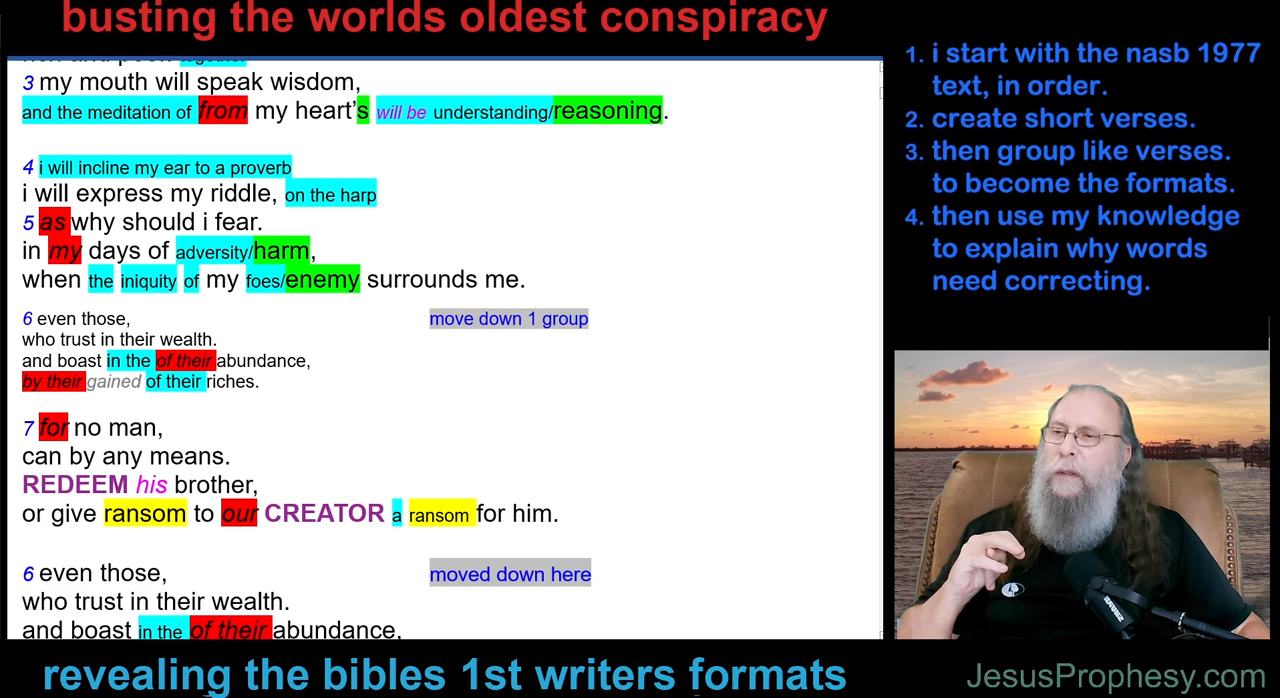 busting the worlds oldest conspiracy
together
3 my mouth will speak wisdom,
and the meditation of from my heart's will be understanding/reasoning.
4 i will incline my ear to a proverb
i will express my riddle, on the harp
5 as why should i fear.
in my days of adversity/harm,
when the iniquity of my foes/enemy surrounds me.
6 even those,
move down 1 group
who trust in their wealth.
and boast in the of their abundance,
by their gained of their riches.
7 for no man,
can by any means.
REDEEM his brother,
or give ransom to our CREATOR a ransom for him.
6 even those,
moved down here
who trust in their wealth.
and boast in the of their abundance,
1. i start with the nasb 1977
text, in order.
2. create short verses.
3. then group like verses.
to become the formats.
4. then use my knowledge
to explain why words
need correcting.
revealing the bibles 1st writers formats
JesusProphesy.com